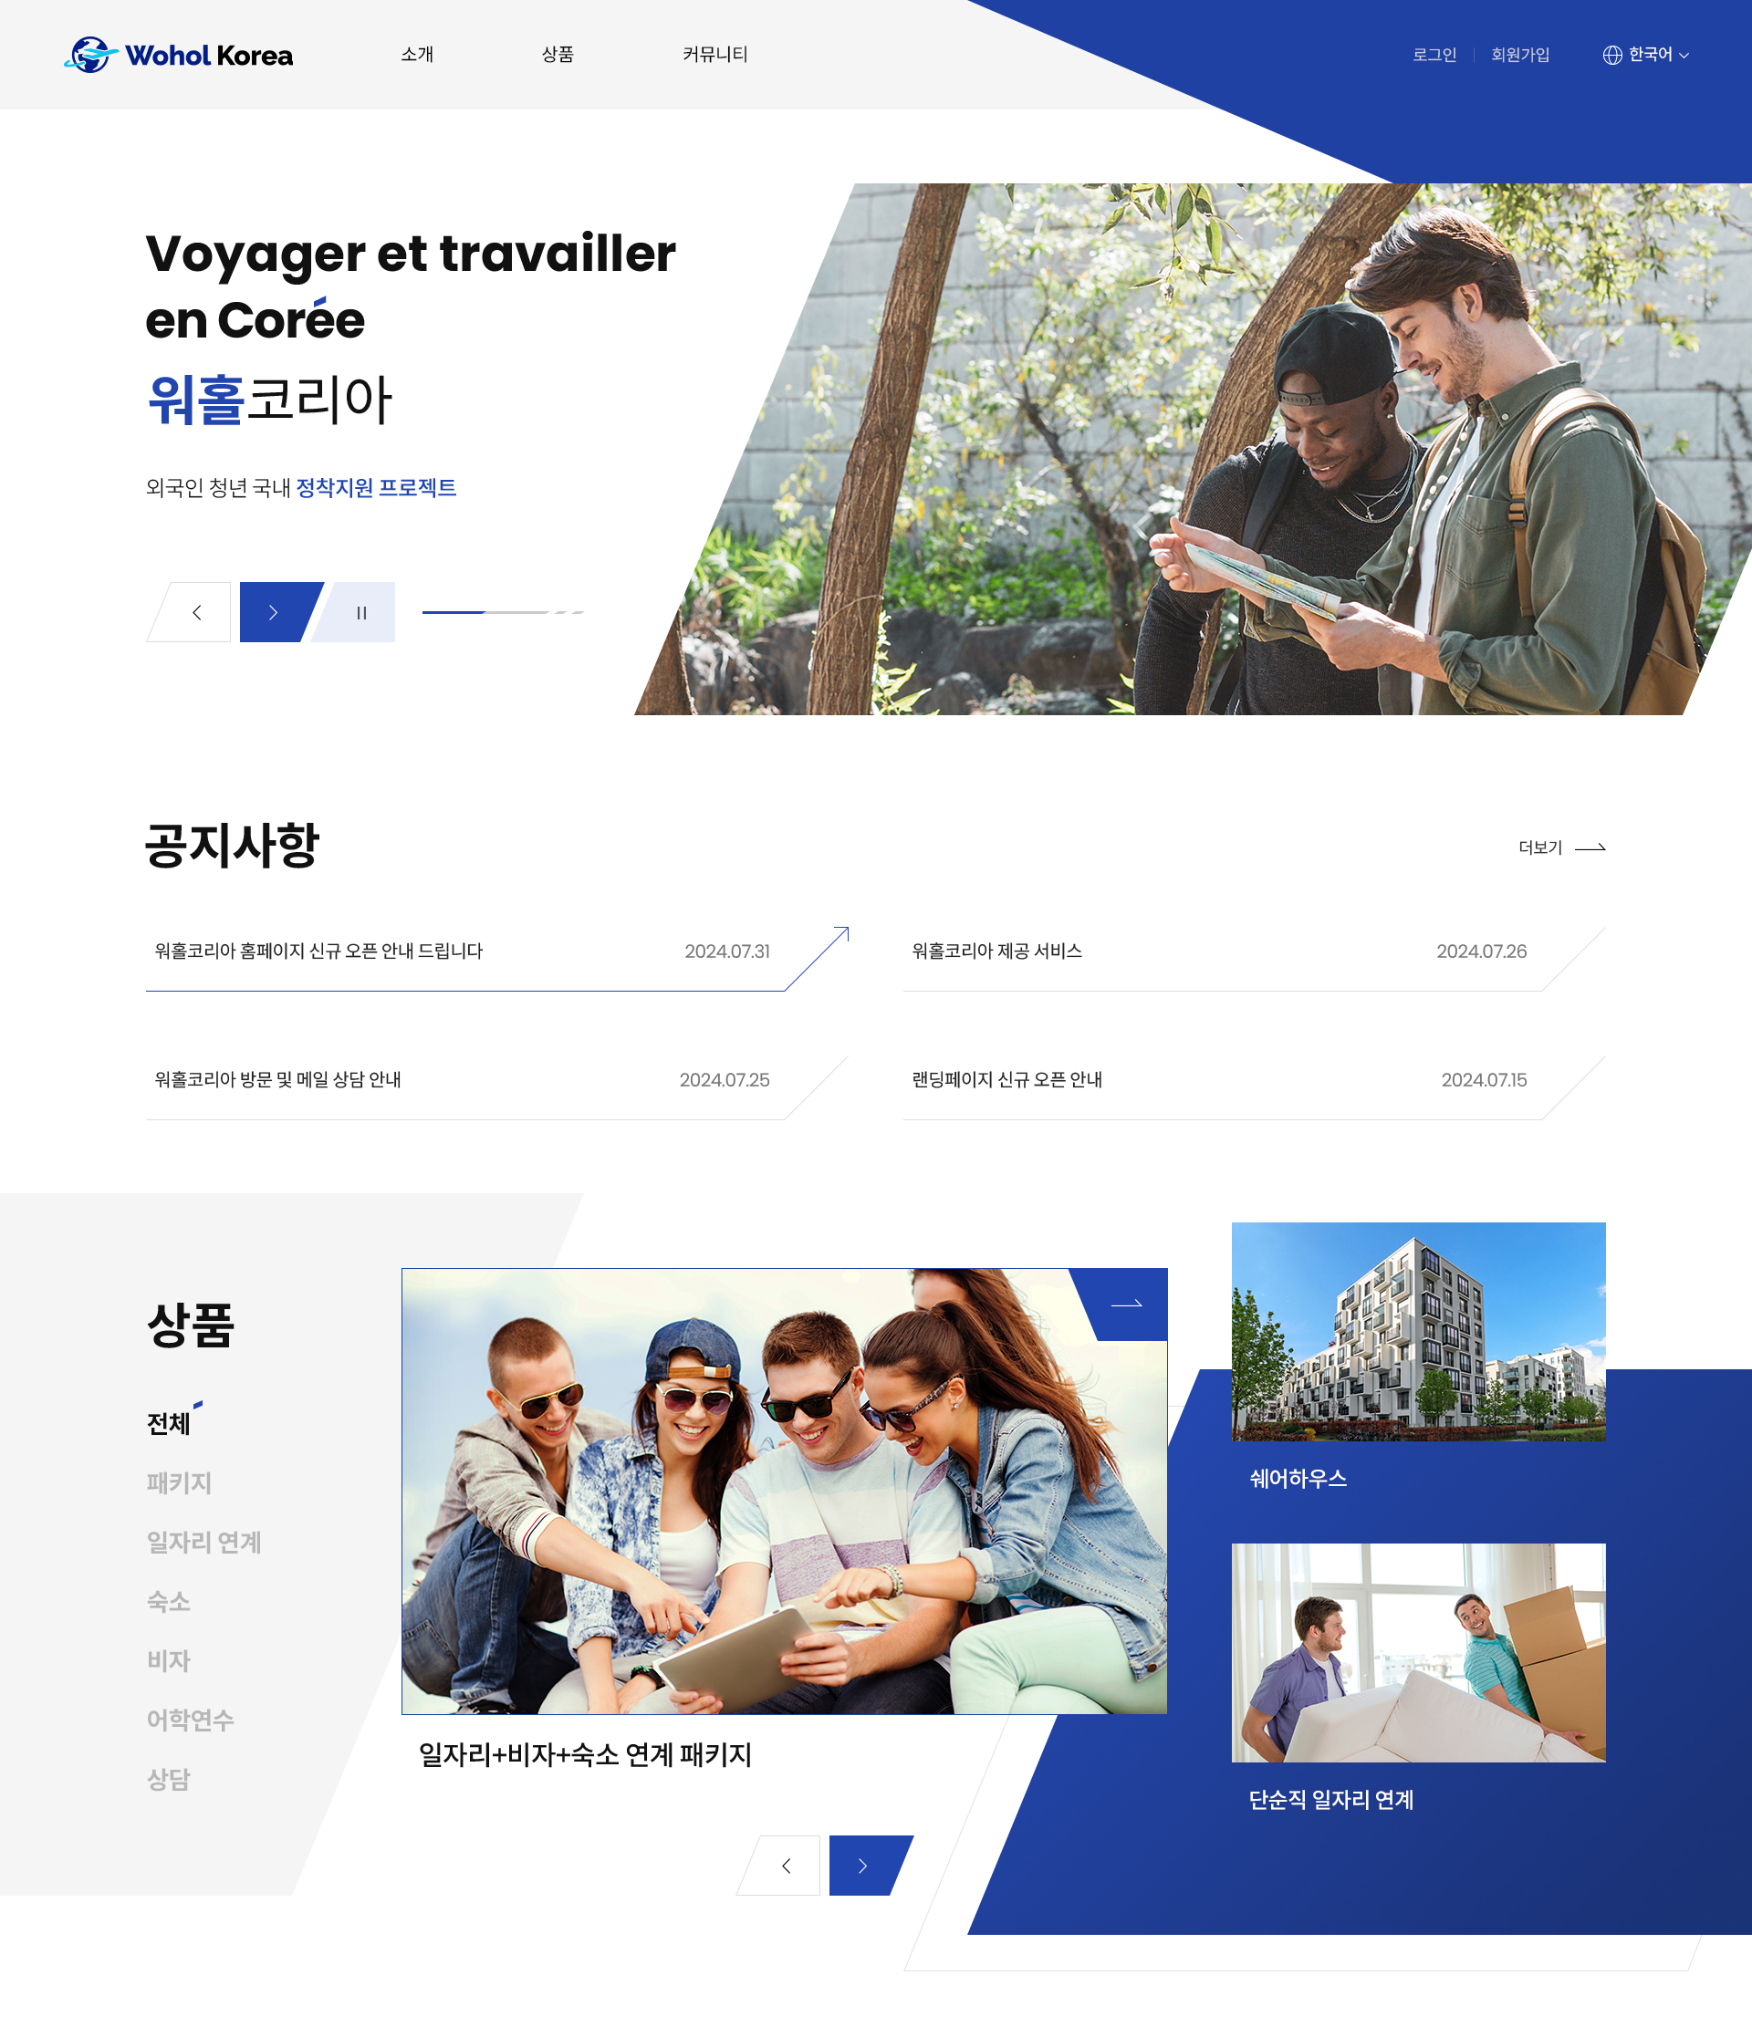 Wohol Korea
소개
상품
커뮤니티
로그인
회원가입
한국어
Voyager et travailler
en Corée
워홀코리아
외국인 청년 국내 정착지원 프로젝트
공지사항
더보기
워홀코리아 홈페이지 신규 오픈 안내 드립니다 2024.07.31
워홀코리아 제공 서비스 2024.07.26
워홀코리아 방문 및 메일 상담 안내 2024.07.25
랜딩페이지 신규 오픈 안내 2024.07.15
상품
전체
패키지
일자리 연계
숙소
비자
어학연수
상담
일자리+비자+숙소 연계 패키지
쉐어하우스
단순직 일자리 연계